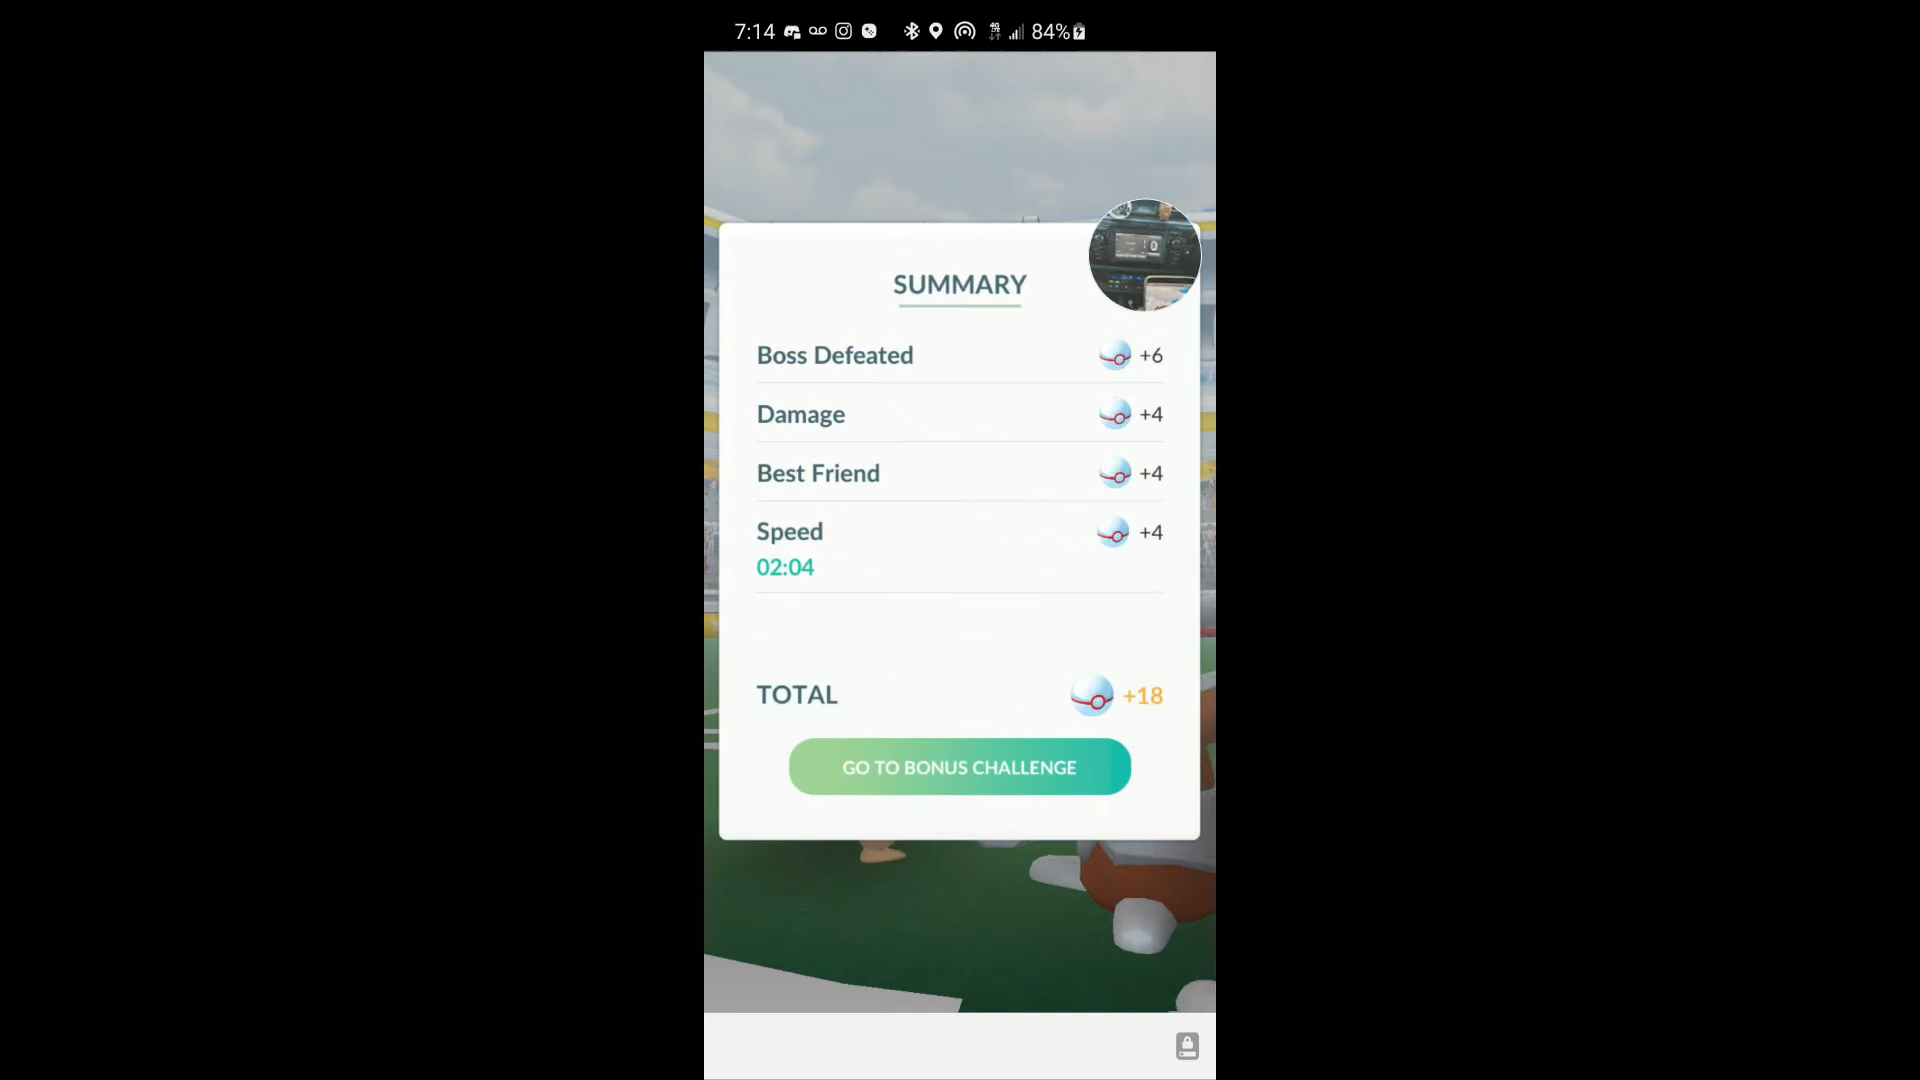 7:14 84%
SUMMARY
Boss Defeated +6
Damage +4
Best Friend +4
Speed +4
02:04
TOTAL +18
GO TO BONUS CHALLENGE